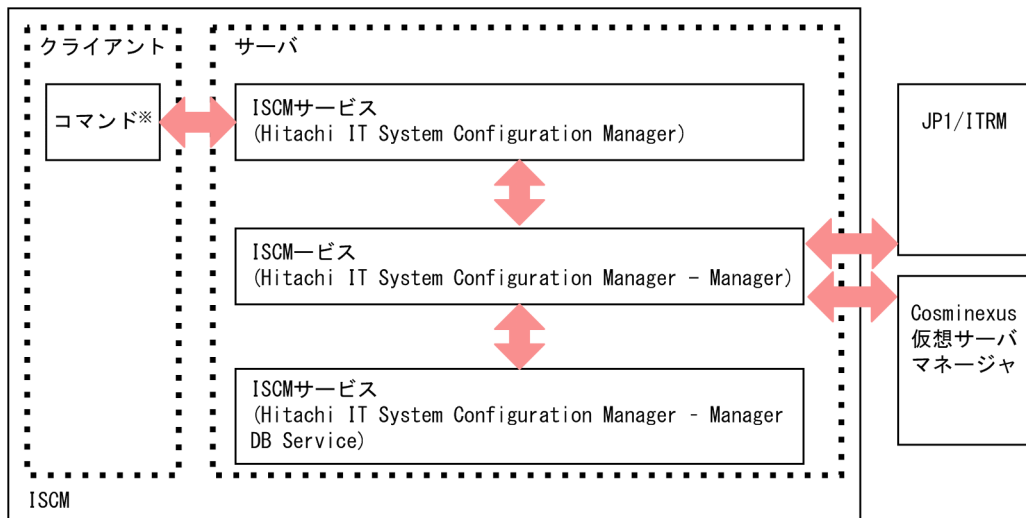 クライアント
コマンド※
サーバ
ISCMサービス
(Hitachi IT System Configuration Manager)
ISCMービス
(Hitachi IT System Configuration Manager － Manager)
ISCMサービス
(Hitachi IT System Configuration Manager - Manager
DB Service)
JP1/ITRM
Cosminexus
仮想サーバ
マネージャ
ISCM